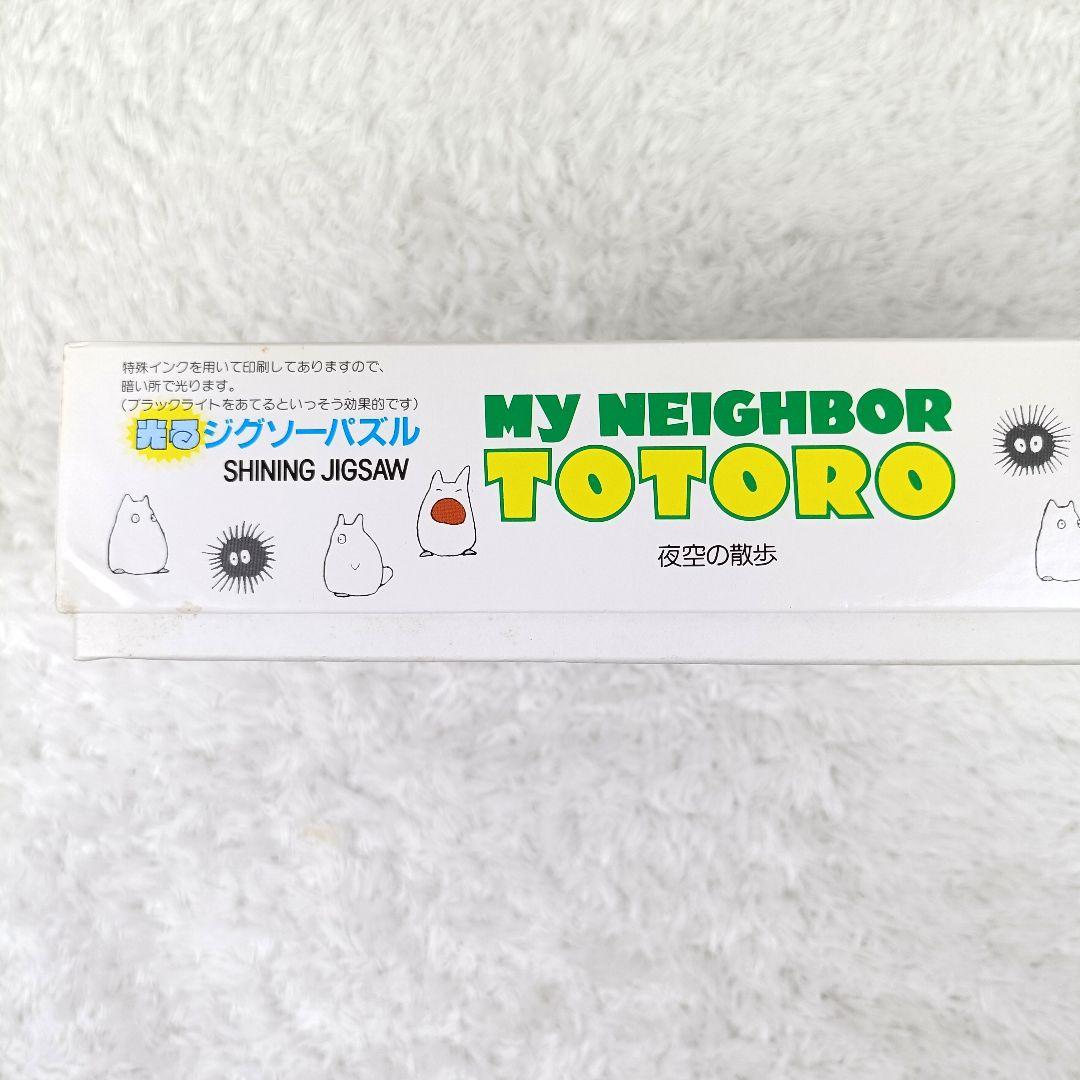 特殊インクを用いて印刷してありますので、
暗い所で光ります。
(ブラックライトをあてるといっそう効果的です)
光るジグソーパズル
SHINING JIGSAW
MY NEIGHBOR
TOTORO
夜空の散歩